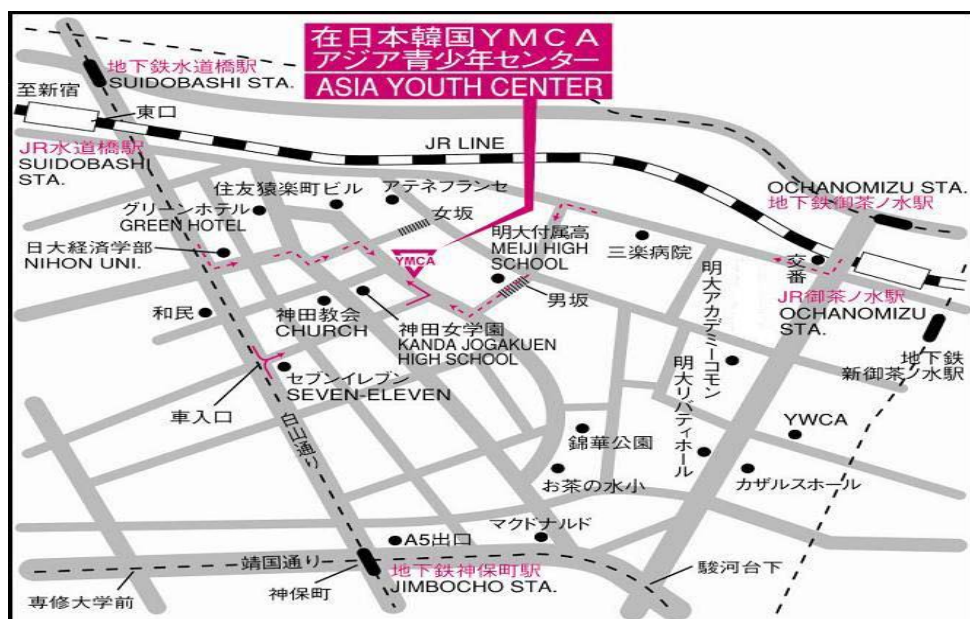 在日本韓国YMCA
アジア青少年センター
ASIA YOUTH CENTER
地下鉄水道橋駅
SUIDOBASHI STA.
至新宿
東口
JR水道橋駅
SUIDOBASHI
STA.
JR LINE
OCHANOMIZU STA.
地下鉄御茶ノ水駅
住友猿楽町ビル
アテネフランセ
グリーンホテル
GREEN HOTEL
女坂
明大付属高
MEIJI HIGH
SCHOOL
三楽病院
日大経済学部
NIHON UNI.
YMCA
交番
JR御茶ノ水駅
OCHANOMIZU
STA.
男坂
明大アカデミーコモン
和民
神田教会
CHURCH
神田女学園
KANDA JOGAKUEN
HIGH SCHOOL
地下鉄
新御茶ノ水駅
セブンイレブン
SEVEN-ELEVEN
車入口
明大リバティホール
白山通り
錦華公園
YWCA
お茶の水小
カザルスホール
マクドナルド
A5出口
靖国通り
地下鉄神保町駅
JIMBOCHO STA.
駿河台下
専修大学前
神保町